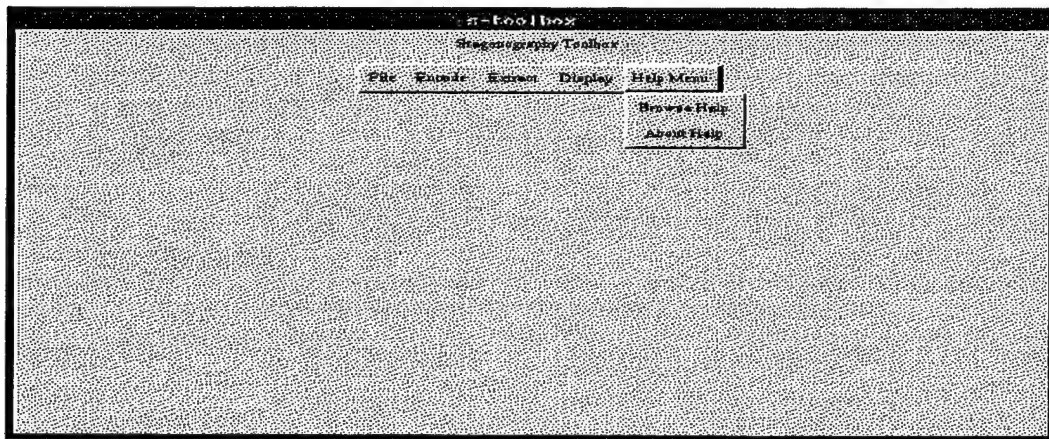 s-toolbox
Steganography Toolbox
File Encode Extract Display Help Menu
Browse Help
About Help